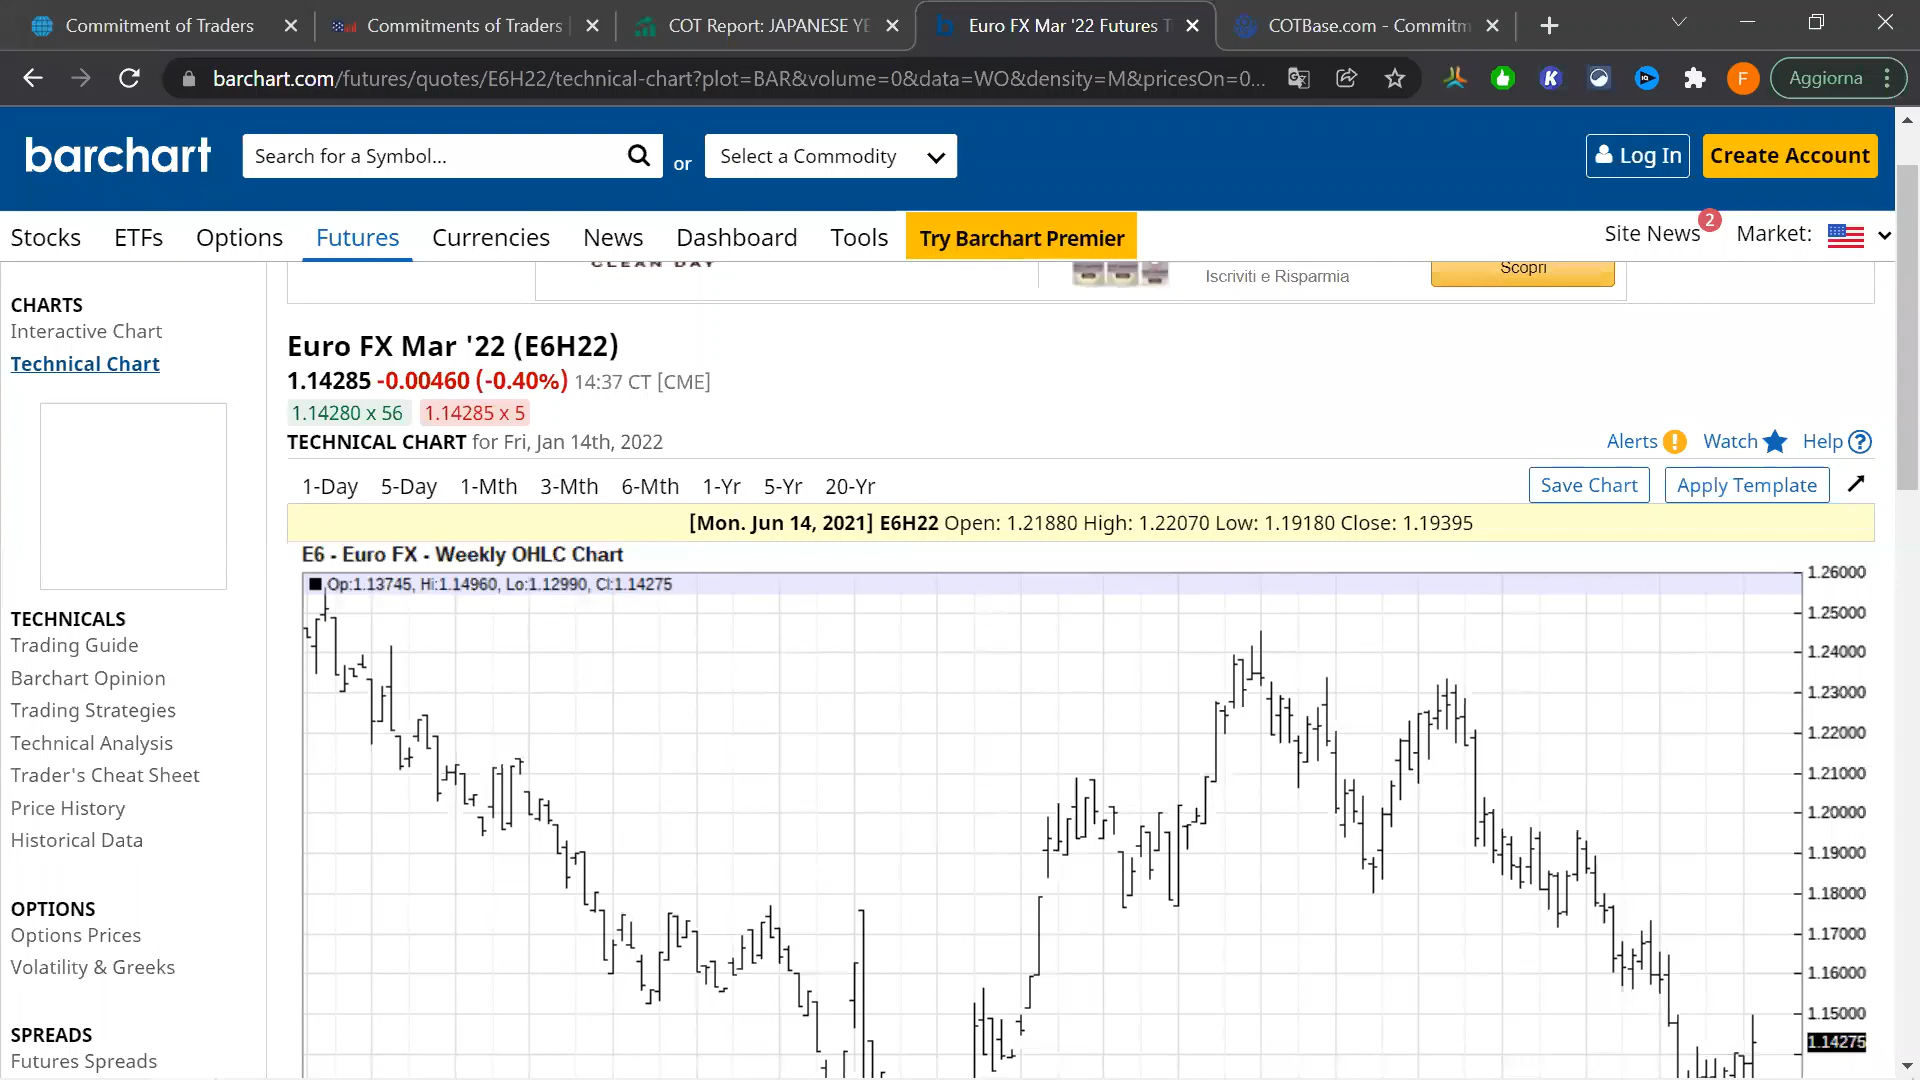 Commitment of Traders
Commitments of Traders
COT Report: JAPANESE YE
Euro FX Mar '22 Futures T
COTBase.com - Commitm
barchart.com/futures/quotes/E6H22/technical-chart?plot=BAR&volume=0&data=WO&density=M&pricesOn=0...
F
Aggiorna
barchart
Search for a Symbol...
or
Select a Commodity
Log In
Create Account
Stocks
ETFs
Options
Futures
Currencies
News
Dashboard
Tools
Try Barchart Premier
Site News
2
Market:
CLEAN DAY
Iscriviti e Risparmia
Scopri
CHARTS
Interactive Chart
Technical Chart
TECHNICALS
Trading Guide
Barchart Opinion
Trading Strategies
Technical Analysis
Trader's Cheat Sheet
Price History
Historical Data
OPTIONS
Options Prices
Volatility & Greeks
SPREADS
Futures Spreads
Euro FX Mar '22 (E6H22)
1.14285 -0.00460 (-0.40%) 14:37 CT [CME]
1.14280 x 56 1.14285 x 5
TECHNICAL CHART for Fri, Jan 14th, 2022
Alerts
Watch
Help
1-Day 5-Day 1-Mth 3-Mth 6-Mth 1-Yr 5-Yr 20-Yr
Save Chart
Apply Template
[Mon. Jun 14, 2021] E6H22 Open: 1.21880 High: 1.22070 Low: 1.19180 Close: 1.19395
E6 - Euro FX - Weekly OHLC Chart
Op:1.13745, Hi:1.14960, Lo:1.12990, Cl:1.14275
1.26000
1.25000
1.24000
1.23000
1.22000
1.21000
1.20000
1.19000
1.18000
1.17000
1.16000
1.15000
1.14275